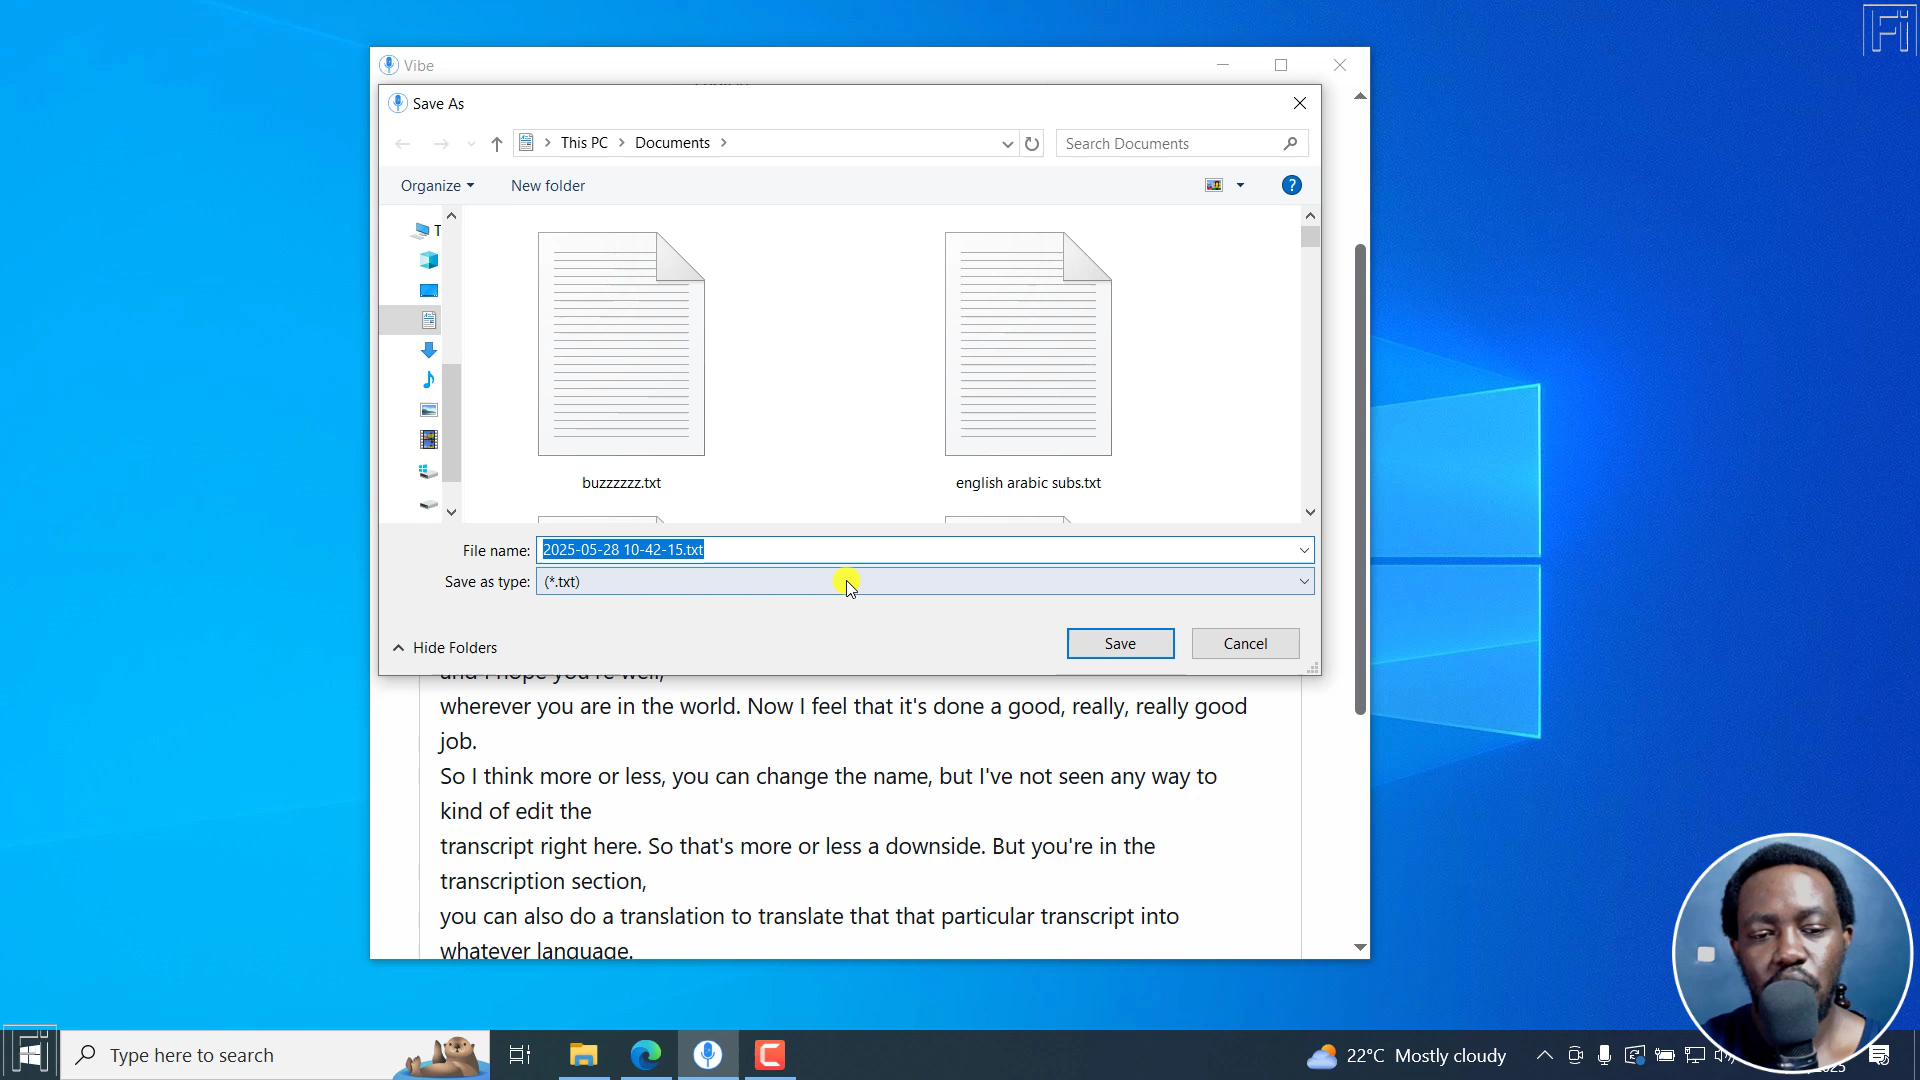 Fi
Vibe
Save As
This PC
Documents
Search Documents
Organize
New folder
?
T
buzzzzzz.txt
english arabic subs.txt
File name:
2025-05-28 10-42-15.txt
Save as type:
(*.txt)
Hide Folders
Save
Cancel
wherever you are in the world. Now I feel that it's done a good, really, really good
job.
So I think more or less, you can change the name, but I've not seen any way to
kind of edit the
transcript right here. So that's more or less a downside. But you're in the
transcription section,
you can also do a translation to translate that that particular transcript into
whatever language.
Fi
Type here to search
22°C Mostly cloudy